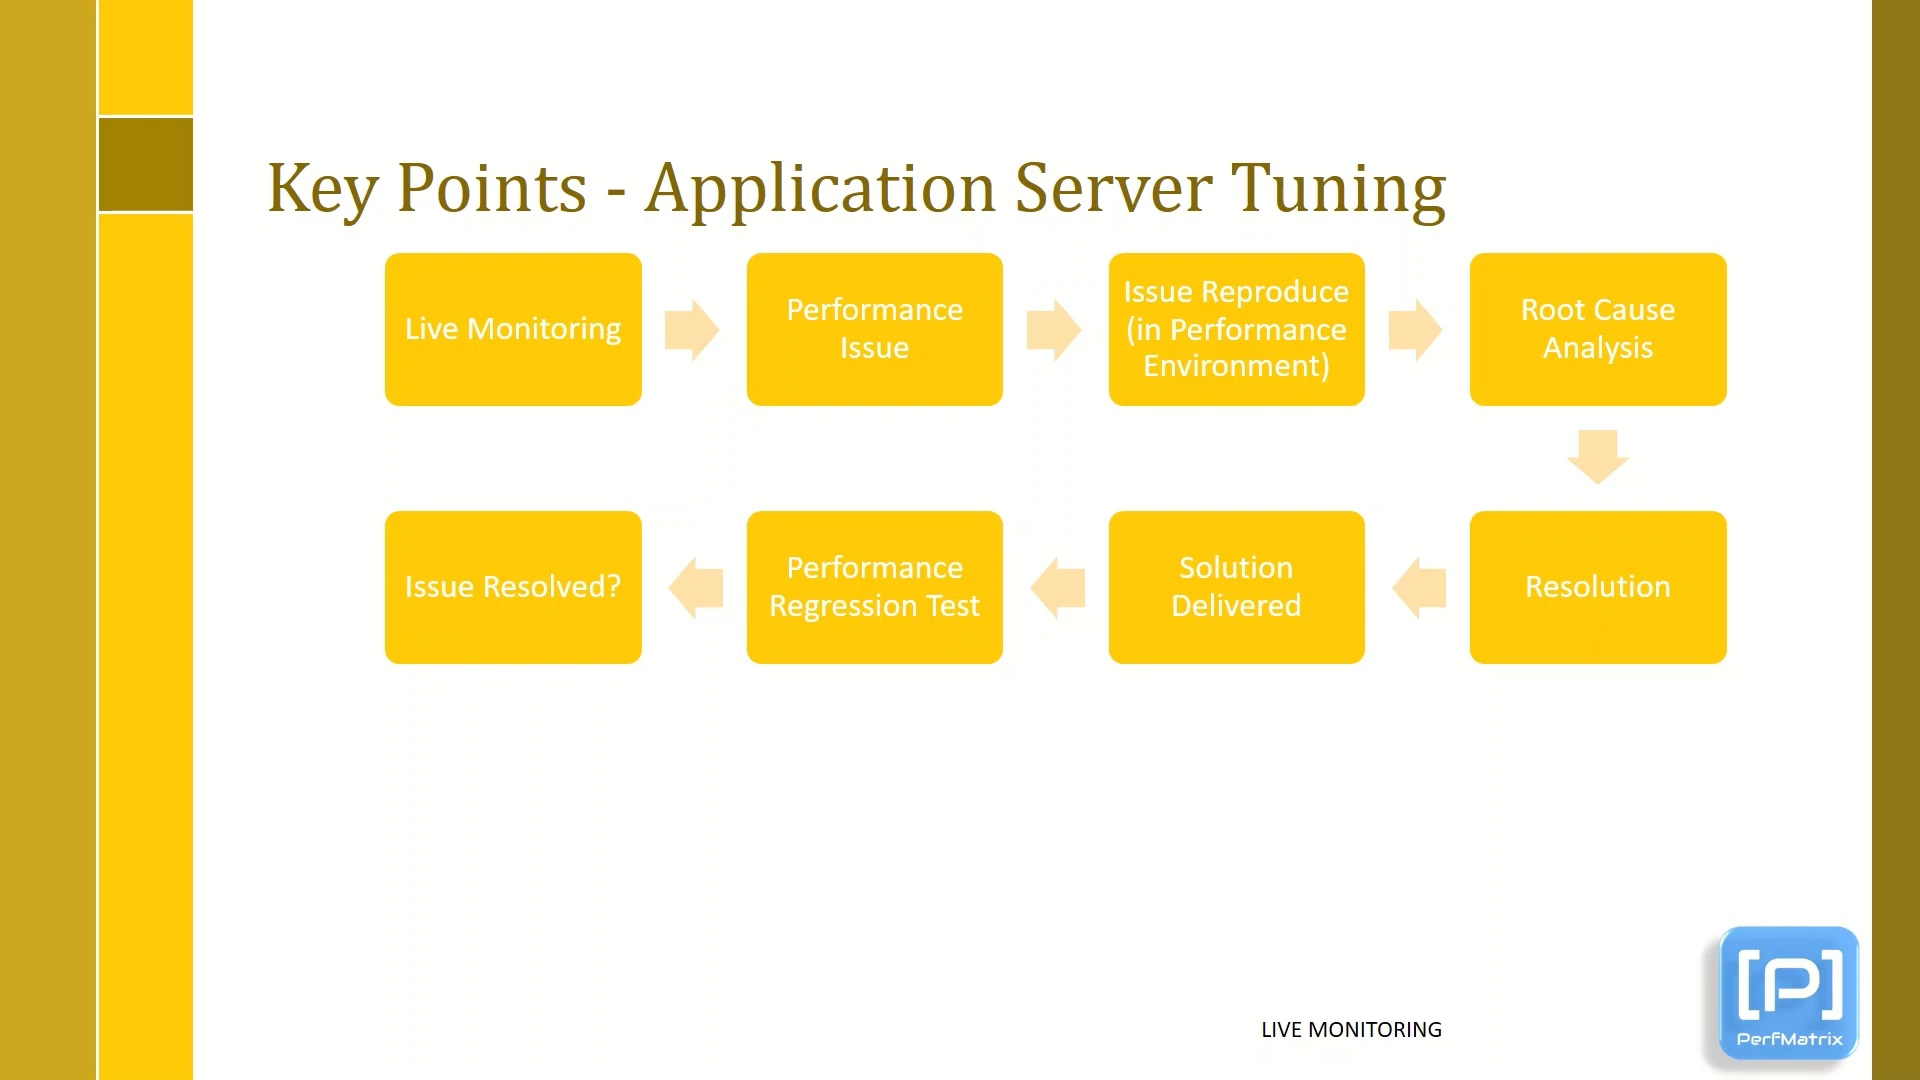 Key Points - Application Server Tuning
Live Monitoring
Performance
Issue
Issue Reproduce
(in Performance
Environment)
Root Cause
Analysis
Issue Resolved?
Performance
Regression Test
Solution
Delivered
Resolution
LIVE MONITORING
[P]
PerfMatrix